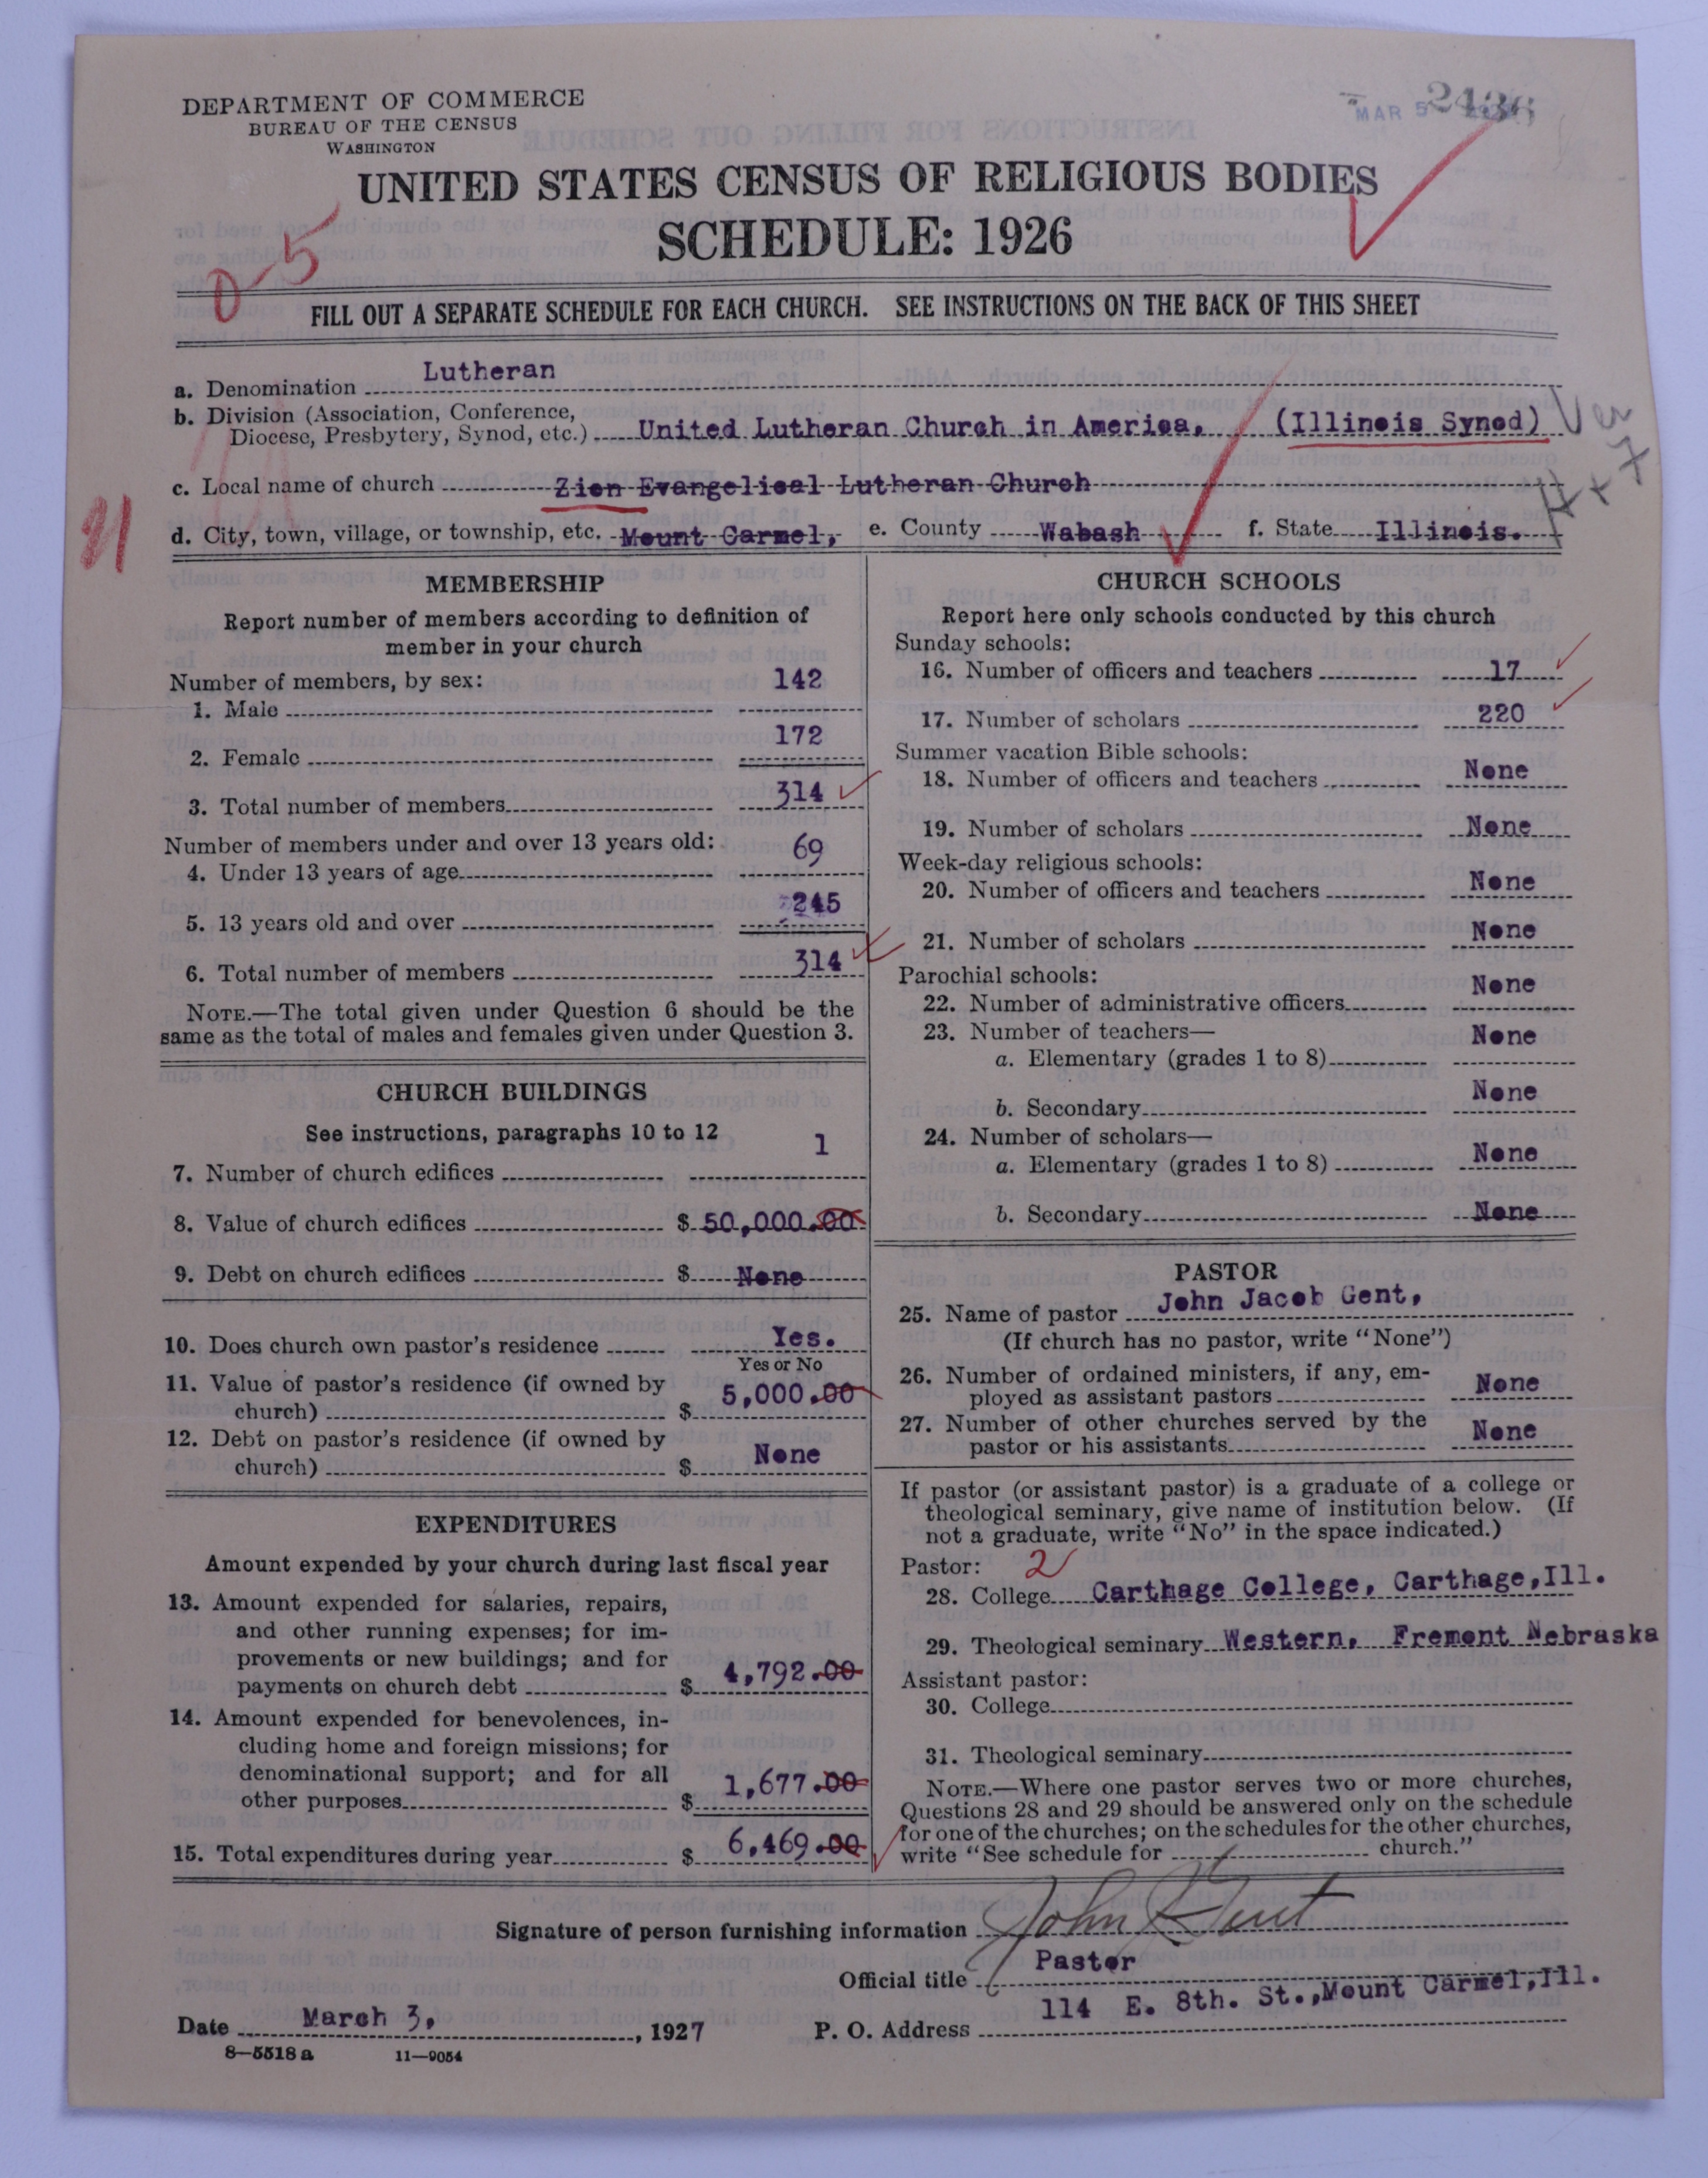 DEPARTMENT OF COMMERCE
BUREAU OF THE CENSUS
WASHINGTON
MAR 5
2436
UNITED STATES CENSUS OF RELIGIOUS BODIES
SCHEDULE: 1926
0-5
FILL OUT A SEPARATE SCHEDULE FOR EACH CHURCH. SEE INSTRUCTIONS ON THE BACK OF THIS SHEET
a. Denomination Lutheran
b. Division (Association, Conference,
Diocese, Presbytery, Synod, etc.) United Lutheran Church in America, (Illinois Synod)
Ver
c. Local name of church Zion Evangelical Lutheran Church
d. City, town, village, or township, etc. Mount Carmel, e. County Wabash f. State Illinois.
MEMBERSHIP
Report number of members according to definition of
member in your church
Number of members, by sex:
1. Male 142
2. Female 172
3. Total number of members 314
Number of members under and over 13 years old:
4. Under 13 years of age 69
5. 13 years old and over 245
6. Total number of members 314
NOTE.—The total given under Question 6 should be the
same as the total of males and females given under Question 3.
CHURCH BUILDINGS
See instructions, paragraphs 10 to 12
7. Number of church edifices 1
8. Value of church edifices $ 50,000.00
9. Debt on church edifices $ None
10. Does church own pastor's residence Yes.
Yes or No
11. Value of pastor's residence (if owned by
church) $ 5,000.00
12. Debt on pastor's residence (if owned by
church) $ None
EXPENDITURES
Amount expended by your church during last fiscal year
13. Amount expended for salaries, repairs,
and other running expenses; for im-
provements or new buildings; and for
payments on church debt $ 4,792.00
14. Amount expended for benevolences, in-
cluding home and foreign missions; for
denominational support; and for all
other purposes $ 1,677.00
15. Total expenditures during year $ 6,469.00
CHURCH SCHOOLS
Report here only schools conducted by this church
Sunday schools:
16. Number of officers and teachers 17
17. Number of scholars 220
Summer vacation Bible schools:
18. Number of officers and teachers None
19. Number of scholars None
Week-day religious schools:
20. Number of officers and teachers None
21. Number of scholars None
Parochial schools:
22. Number of administrative officers None
23. Number of teachers—
a. Elementary (grades 1 to 8) None
b. Secondary None
24. Number of scholars—
a. Elementary (grades 1 to 8) None
b. Secondary None
PASTOR
25. Name of pastor John Jacob Gent,
(If church has no pastor, write "None")
26. Number of ordained ministers, if any, em-
ployed as assistant pastors None
27. Number of other churches served by the
pastor or his assistants None
If pastor (or assistant pastor) is a graduate of a college or
theological seminary, give name of institution below. (If
not a graduate, write "No" in the space indicated.)
Pastor: 2
28. College Carthage College, Carthage, Ill.
29. Theological seminary Western, Fremont Nebraska
Assistant pastor:
30. College
31. Theological seminary
NOTE.—Where one pastor serves two or more churches,
Questions 28 and 29 should be answered only on the schedule
for one of the churches; on the schedules for the other churches,
write "See schedule for church."
Signature of person furnishing information John J Gent
Official title Pastor
Date March 3, 1927 P. O. Address 114 E. 8th. St., Mount Carmel, Ill.
8—5518 a 11—9054